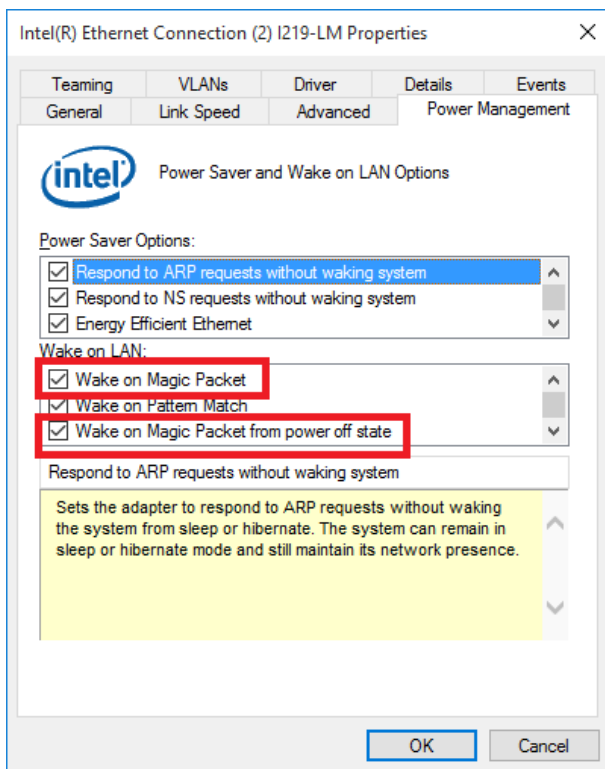 Intel(R) Ethernet Connection (2) I219-LM Properties
Teaming VLANs Driver Details Events
General Link Speed Advanced Power Management
intel Power Saver and Wake on LAN Options
Power Saver Options:
Respond to ARP requests without waking system
Respond to NS requests without waking system
Energy Efficient Ethernet
Wake on LAN:
Wake on Magic Packet
Wake on Pattern Match
Wake on Magic Packet from power off state
Respond to ARP requests without waking system
Sets the adapter to respond to ARP requests without waking
the system from sleep or hibernate. The system can remain in
sleep or hibernate mode and still maintain its network presence.
OK Cancel